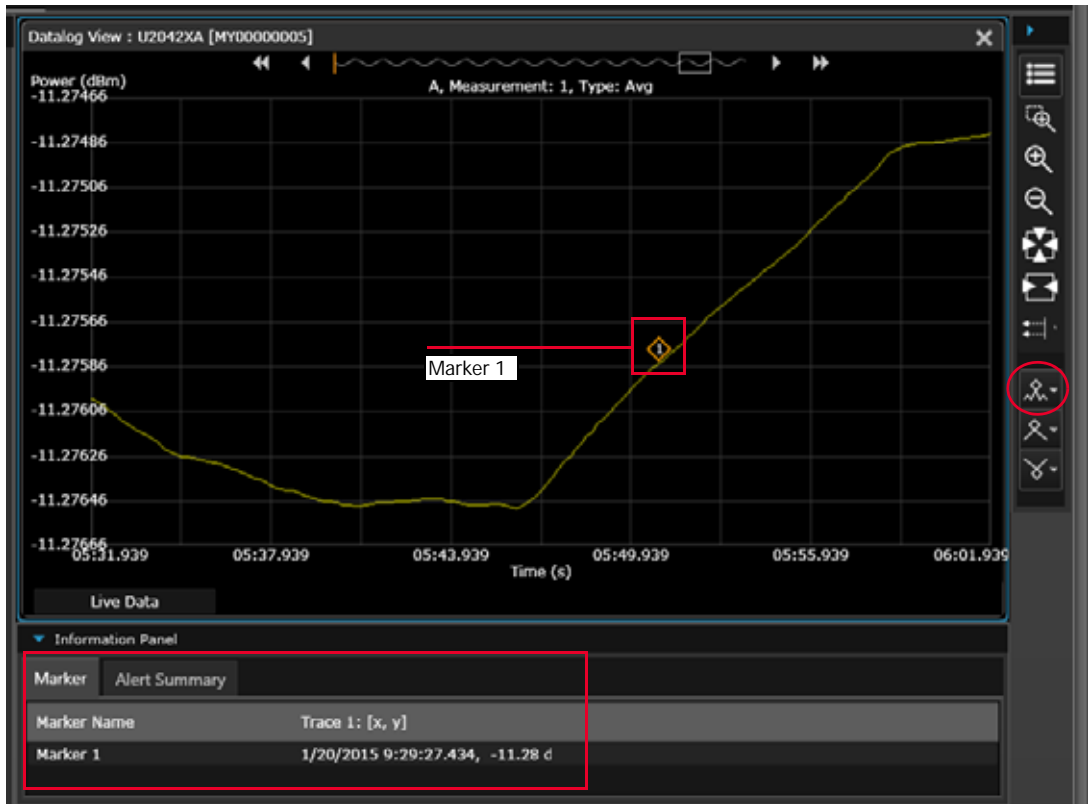 Datalog View : U2042XA [MY00000005]
Power (dBm)
A, Measurement: 1, Type: Avg
-11.27466
-11.27486
-11.27506
-11.27526
-11.27546
-11.27566
1
Marker 1
-11.27586
-11.27606
-11.27626
-11.27646
-11.27666
05:31.939 05:37.939 05:43.939 05:49.939 05:55.939 06:01.939
Time (s)
Live Data
Information Panel
Marker Alert Summary
Marker Name Trace 1: [x, y]
Marker 1 1/20/2015 9:29:27.434, -11.28 d